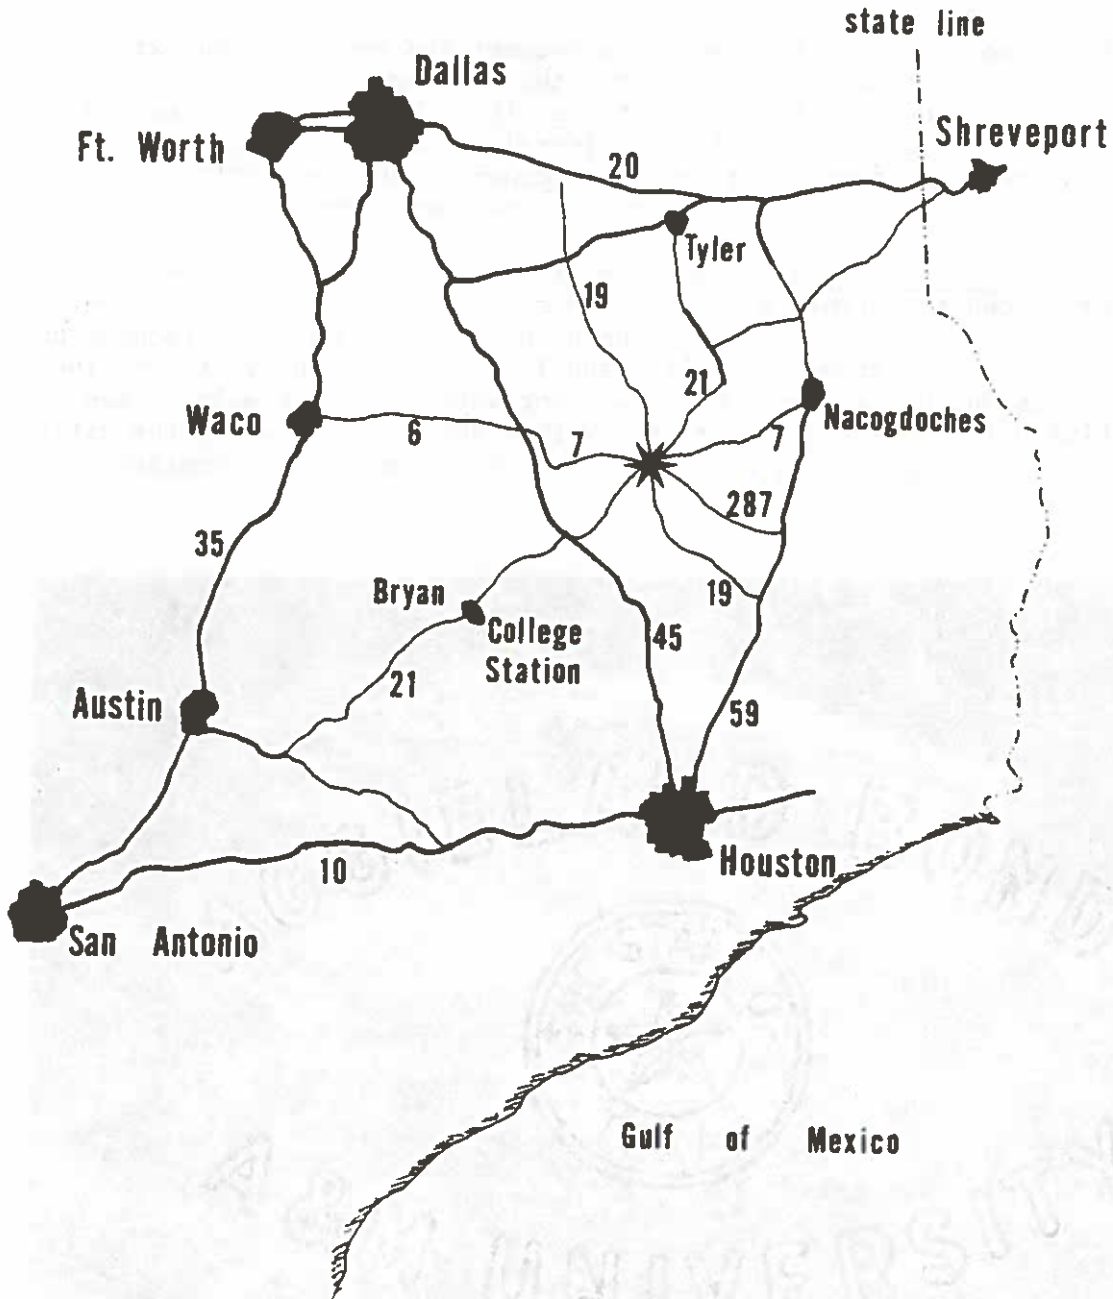 state line
Dallas
Ft. Worth
Shreveport
20
Tyler
19
21
Waco
6
7
7
Nacogdoches
287
35
Bryan
19
College
Station
45
21
Austin
59
10
Houston
San Antonio
Gulf of Mexico